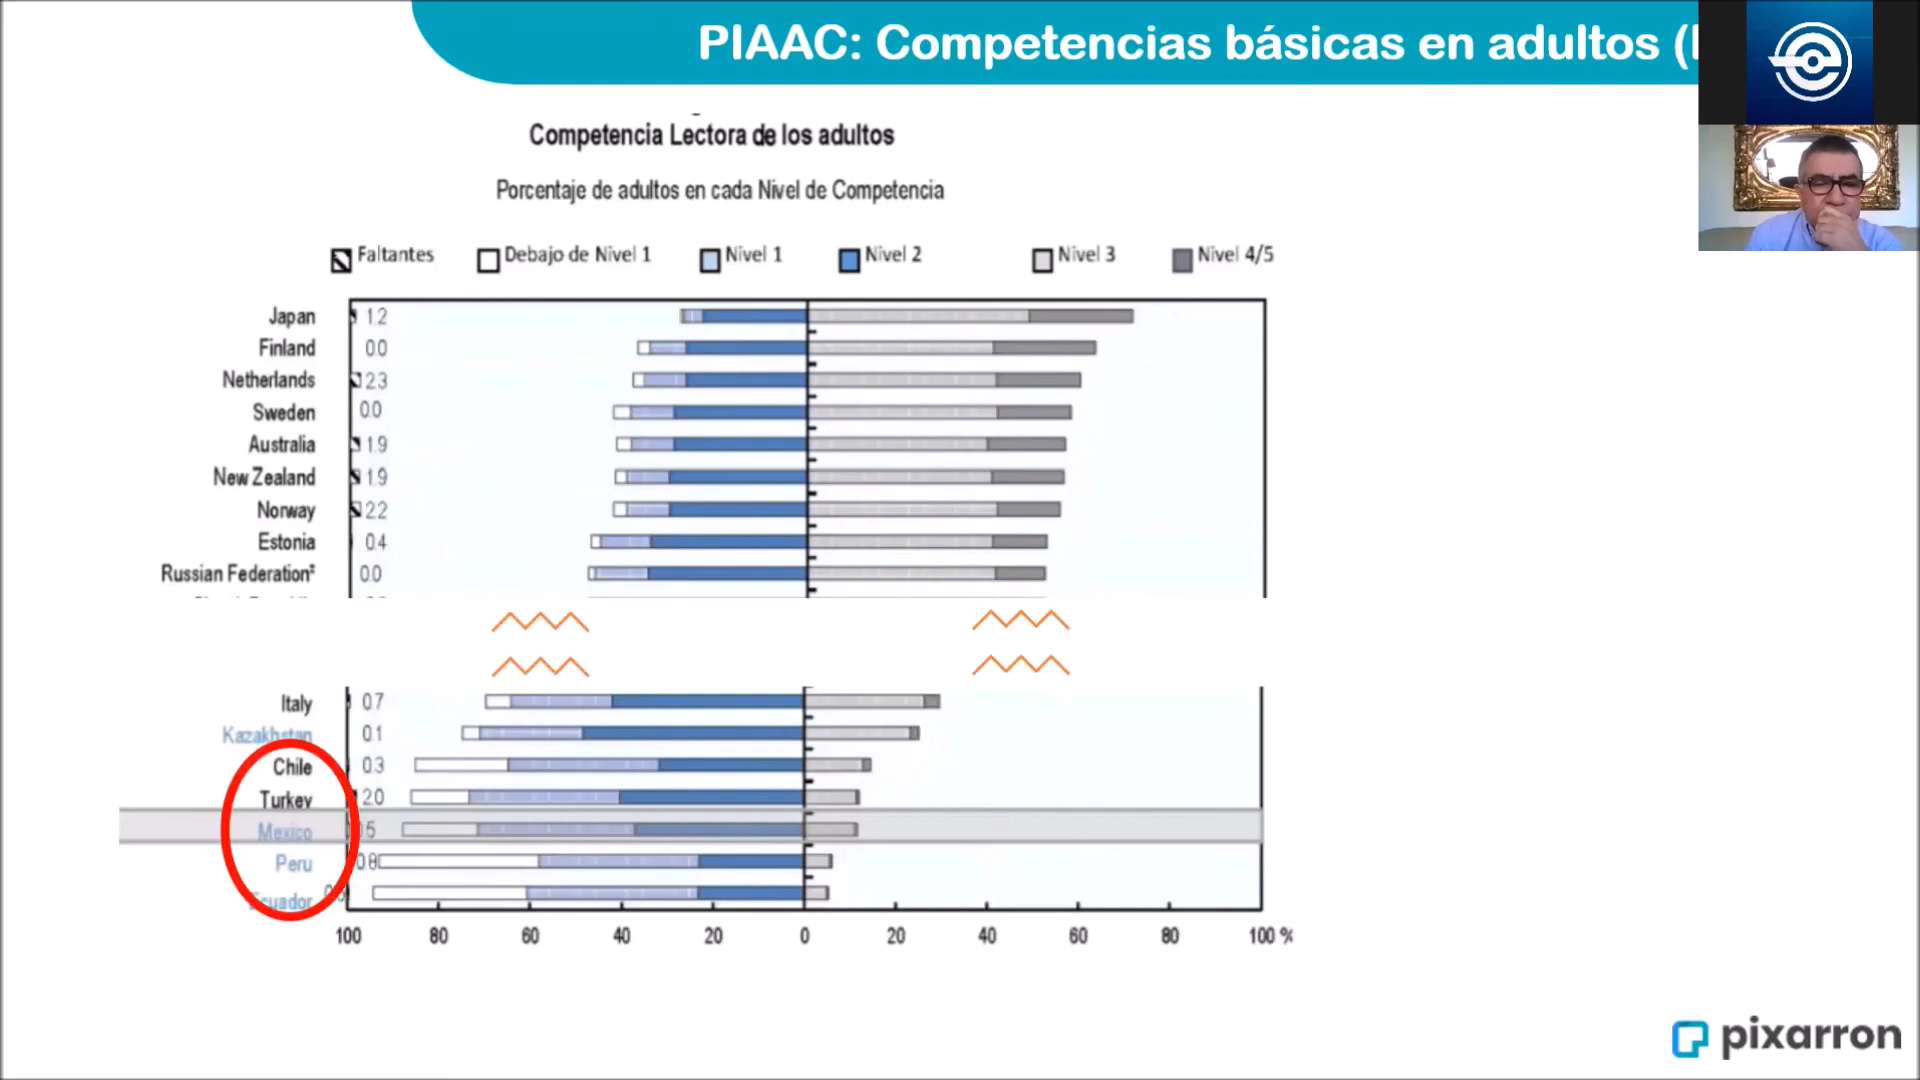 PIAAC: Competencias básicas en adultos (
Competencia Lectora de los adultos
Porcentaje de adultos en cada Nivel de Competencia
Faltantes Debajo de Nivel 1 Nivel 1 Nivel 2 Nivel 3 Nivel 4/5
Japan 1.2
Finland 0.0
Netherlands 2.3
Sweden 0.0
Australia 1.9
New Zealand 1.9
Norway 2.2
Estonia 0.4
Russian Federation² 0.0
Italy 0.7
Kazakhstan 0.1
Chile 0.3
Turkey 2.0
Mexico
Peru
Ecuador
100 80 60 40 20 0 20 40 60 80 100 %
pixarron